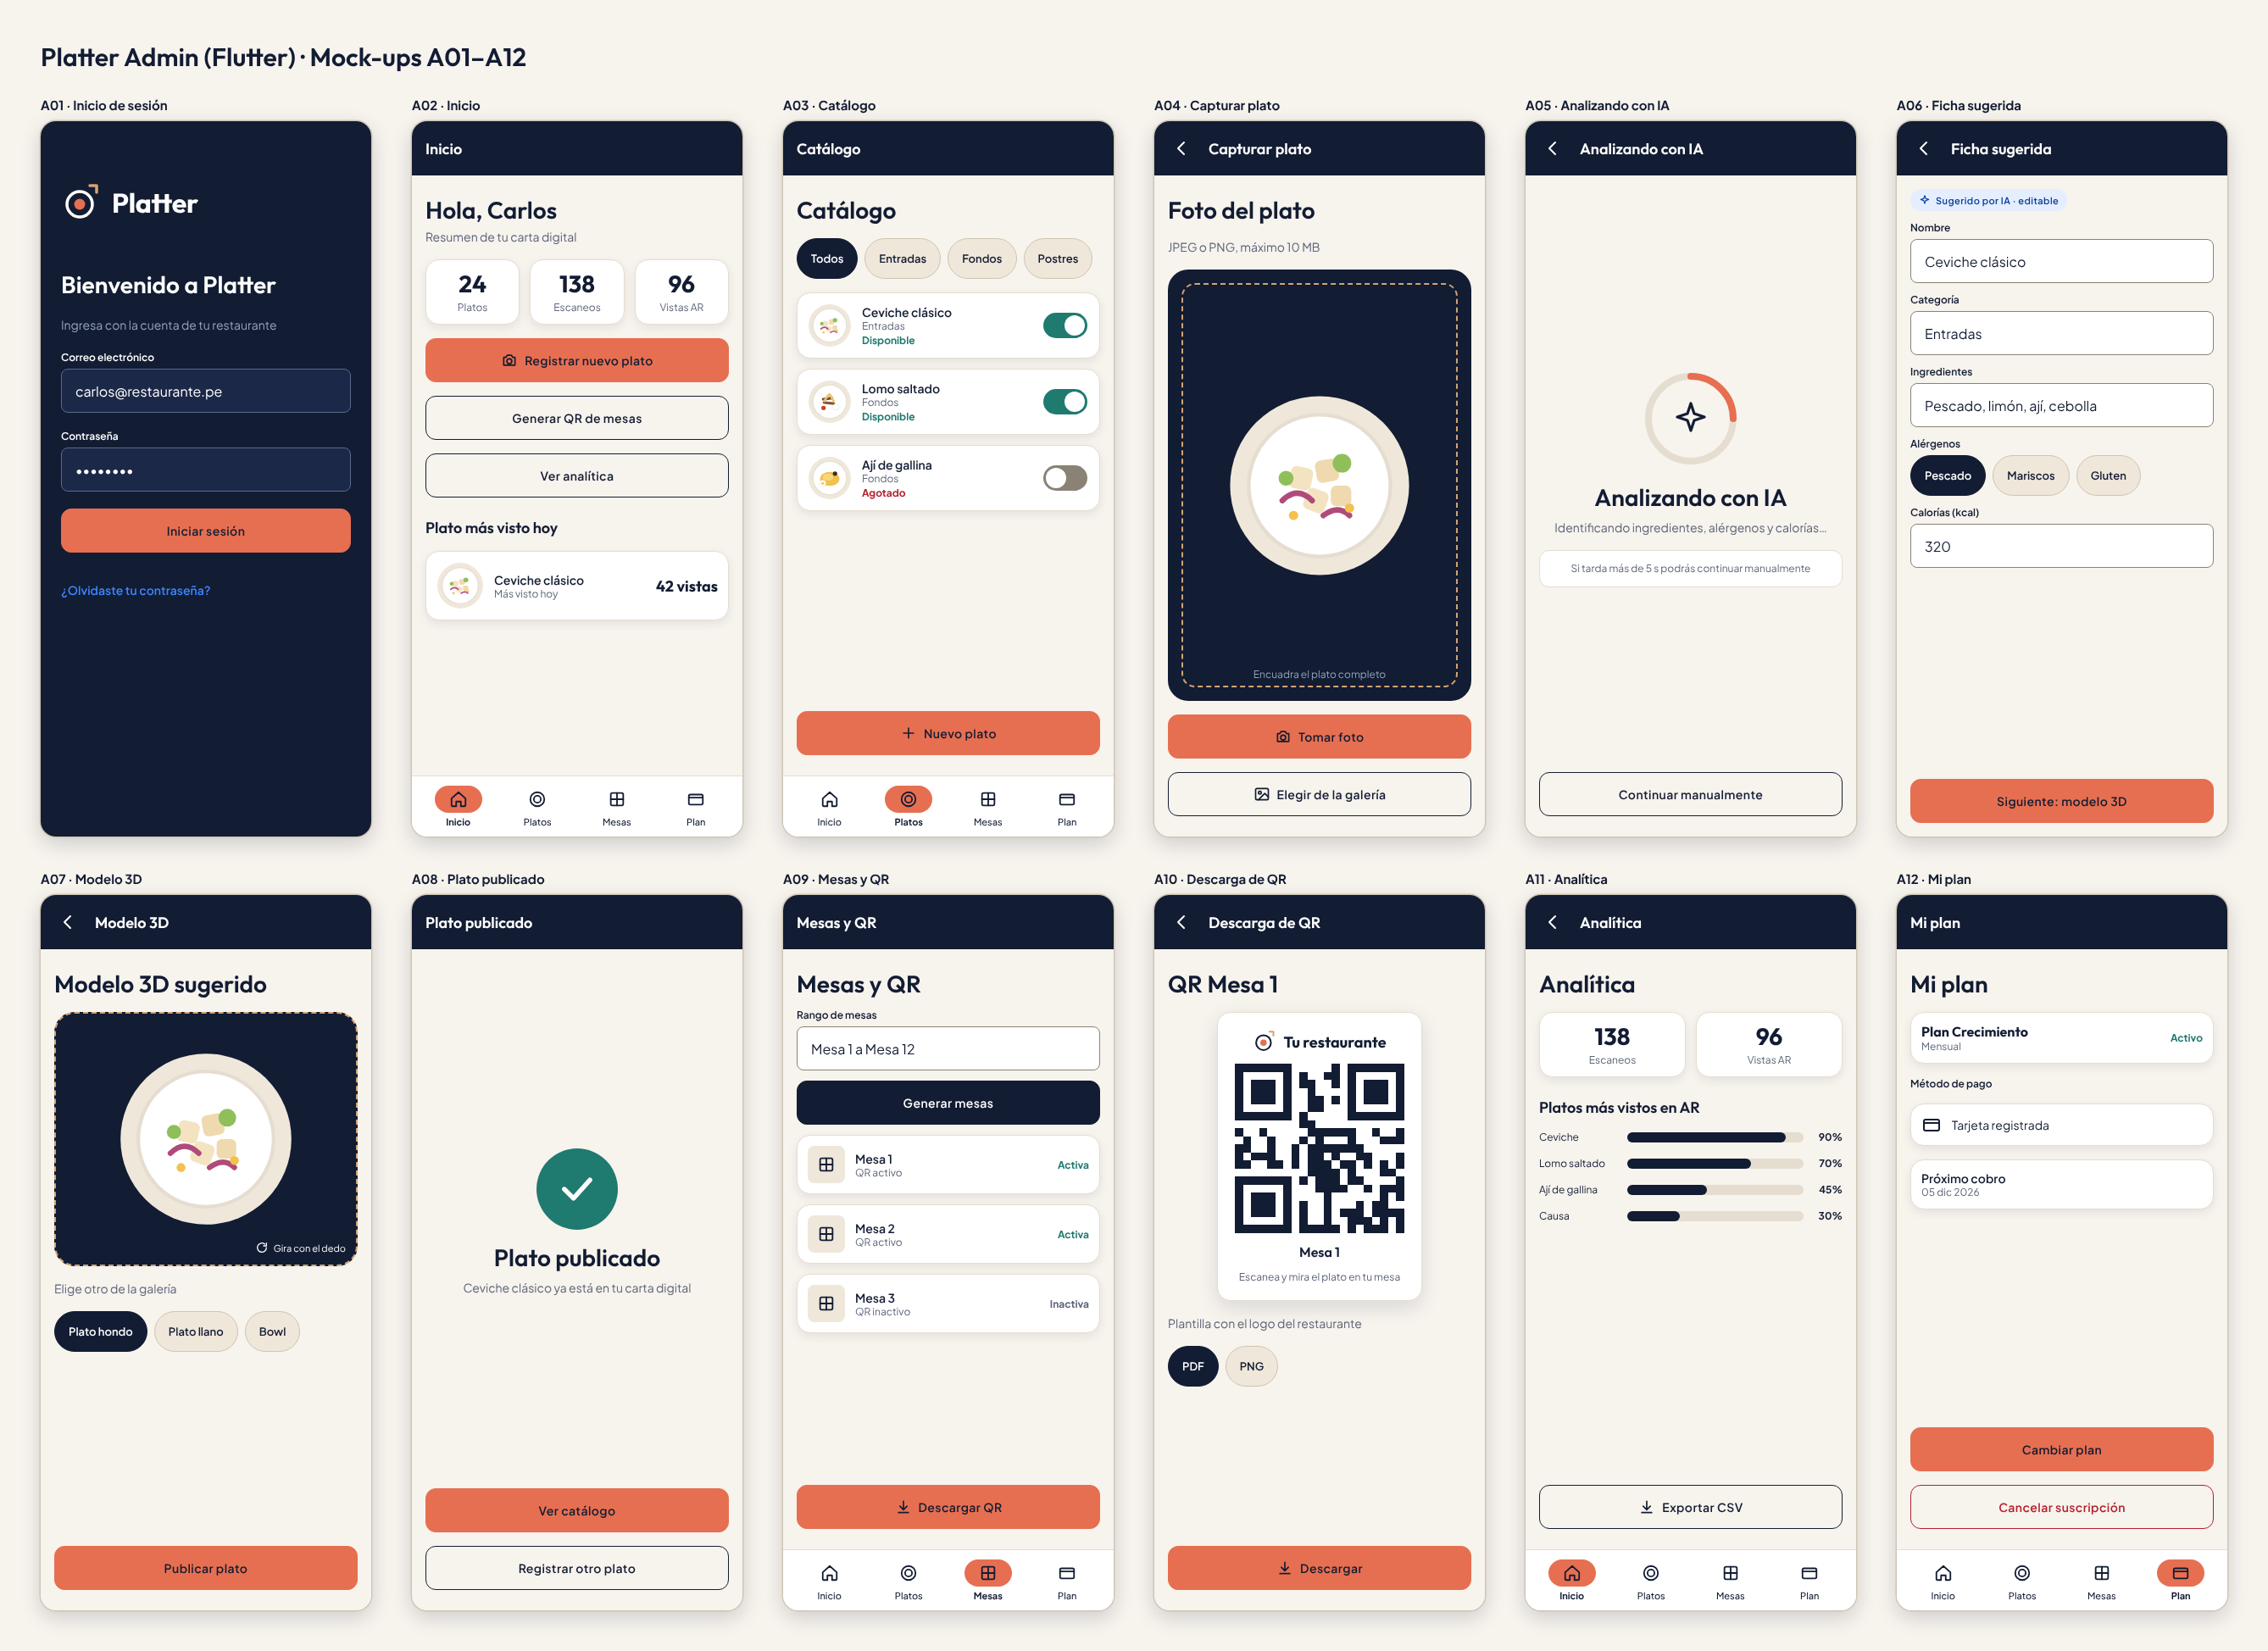 Platter Admin (Flutter) · Mock-ups A01–A12
A01 · Inicio de sesión
Platter
Bienvenido a Platter
Ingresa con la cuenta de tu restaurante
Correo electrónico
carlos@restaurante.pe
Contraseña
••••••••
Iniciar sesión
¿Olvidaste tu contraseña?
A02 · Inicio
Inicio
Hola, Carlos
Resumen de tu carta digital
24 138 96
Platos Escaneos Vistas AR
Registrar nuevo plato
Generar QR de mesas
Ver analítica
Plato más visto hoy
Ceviche clásico
Más visto hoy
42 vistas
Inicio Platos Mesas Plan
A03 · Catálogo
Catálogo
Catálogo
Todos Entradas Fondos Postres
Ceviche clásico
Entradas
Disponible
Lomo saltado
Fondos
Disponible
Ají de gallina
Fondos
Agotado
Nuevo plato
Inicio Platos Mesas Plan
A04 · Capturar plato
Capturar plato
Foto del plato
JPEG o PNG, máximo 10 MB
Encuadra el plato completo
Tomar foto
Elegir de la galería
A05 · Analizando con IA
Analizando con IA
Analizando con IA
Identificando ingredientes, alérgenos y calorías…
Si tarda más de 5 s podrás continuar manualmente
Continuar manualmente
A06 · Ficha sugerida
Ficha sugerida
Sugerido por IA · editable
Nombre
Ceviche clásico
Categoría
Entradas
Ingredientes
Pescado, limón, ají, cebolla
Alérgenos
Pescado Mariscos Gluten
Calorías (kcal)
320
Siguiente: modelo 3D
A07 · Modelo 3D
Modelo 3D
Modelo 3D sugerido
Gira con el dedo
Elige otro de la galería
Plato hondo Plato llano Bowl
Publicar plato
A08 · Plato publicado
Plato publicado
Plato publicado
Ceviche clásico ya está en tu carta digital
Ver catálogo
Registrar otro plato
A09 · Mesas y QR
Mesas y QR
Mesas y QR
Rango de mesas
Mesa 1 a Mesa 12
Generar mesas
Mesa 1
QR activo
Activa
Mesa 2
QR activo
Activa
Mesa 3
QR inactivo
Inactiva
Descargar QR
Inicio Platos Mesas Plan
A10 · Descarga de QR
Descarga de QR
QR Mesa 1
Tu restaurante
Mesa 1
Escanea y mira el plato en tu mesa
Plantilla con el logo del restaurante
PDF PNG
Descargar
A11 · Analítica
Analítica
Analítica
138 96
Escaneos Vistas AR
Platos más vistos en AR
Ceviche 90%
Lomo saltado 70%
Ají de gallina 45%
Causa 30%
Exportar CSV
Inicio Platos Mesas Plan
A12 · Mi plan
Mi plan
Mi plan
Plan Crecimiento
Mensual
Activo
Método de pago
Tarjeta registrada
Próximo cobro
05 dic 2026
Cambiar plan
Cancelar suscripción
Inicio Platos Mesas Plan